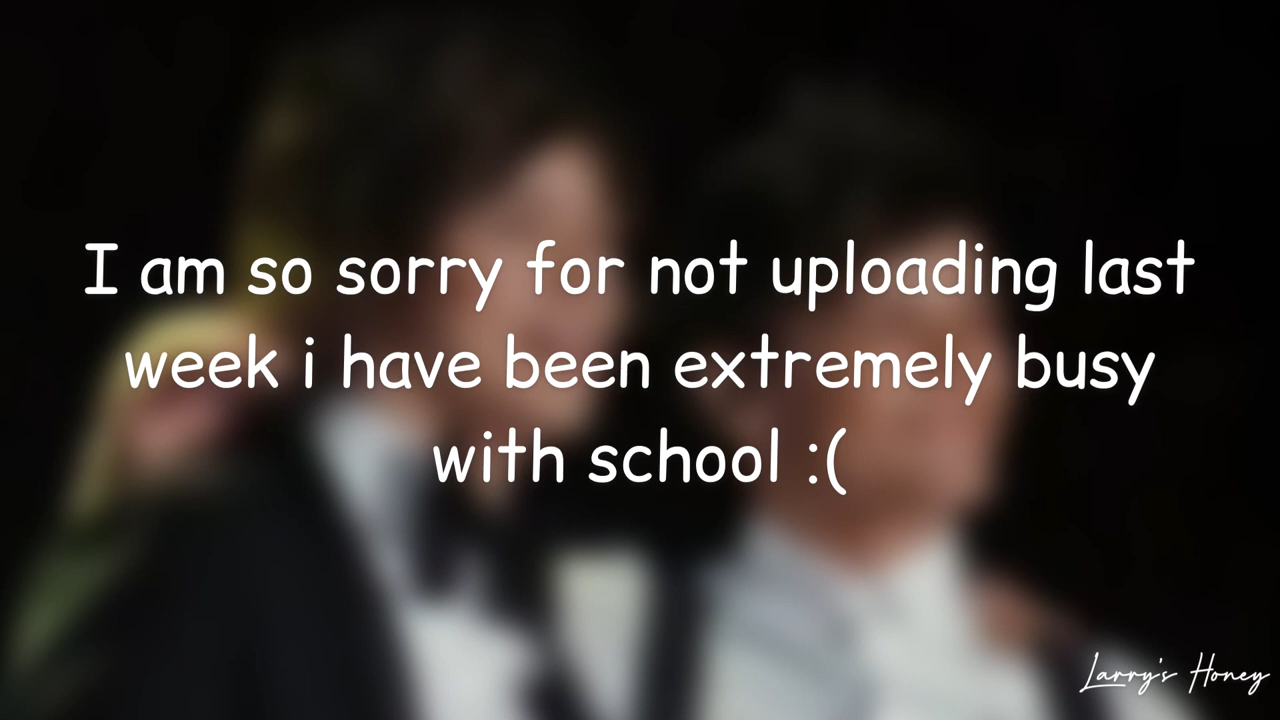 I am so sorry for not uploading last
week i have been extremely busy
with school :(
Larry's Honey